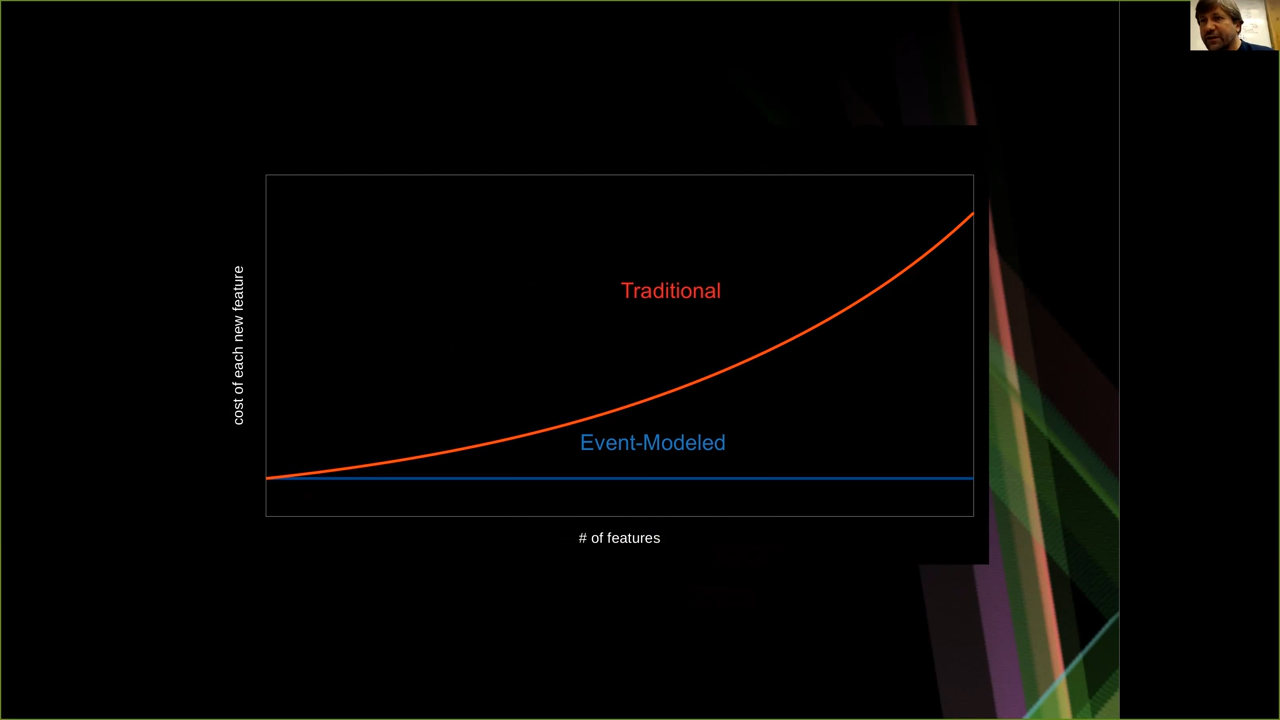 Traditional
cost of each new feature
Event-Modeled
# of features